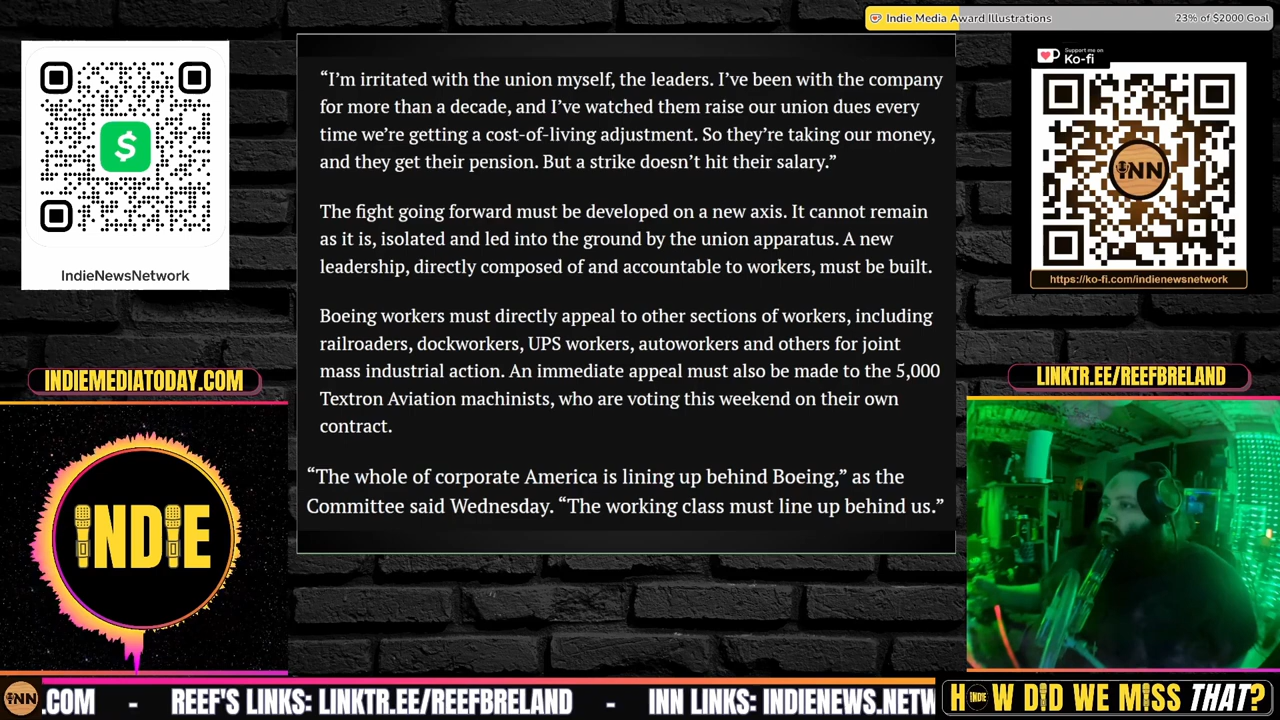 Indie Media Award Illustrations
23% of $2000 Goal
IndieNewsNetwork
INDIEMEDIATODAY.COM
INDIE
“I’m irritated with the union myself, the leaders. I’ve been with the company
for more than a decade, and I’ve watched them raise our union dues every
time we’re getting a cost-of-living adjustment. So they’re taking our money,
and they get their pension. But a strike doesn’t hit their salary.”
The fight going forward must be developed on a new axis. It cannot remain
as it is, isolated and led into the ground by the union apparatus. A new
leadership, directly composed of and accountable to workers, must be built.
Boeing workers must directly appeal to other sections of workers, including
railroaders, dockworkers, UPS workers, autoworkers and others for joint
mass industrial action. An immediate appeal must also be made to the 5,000
Textron Aviation machinists, who are voting this weekend on their own
contract.
“The whole of corporate America is lining up behind Boeing,” as the
Committee said Wednesday. “The working class must line up behind us.”
Support me on
Ko-fi
INN
https://ko-fi.com/indienewsnetwork
LINKTR.EE/REEFBRELAND
INN .COM - REEF'S LINKS: LINKTR.EE/REEFBRELAND - INN LINKS: INDIENEWS.NETW
HOW DID WE MISS THAT?